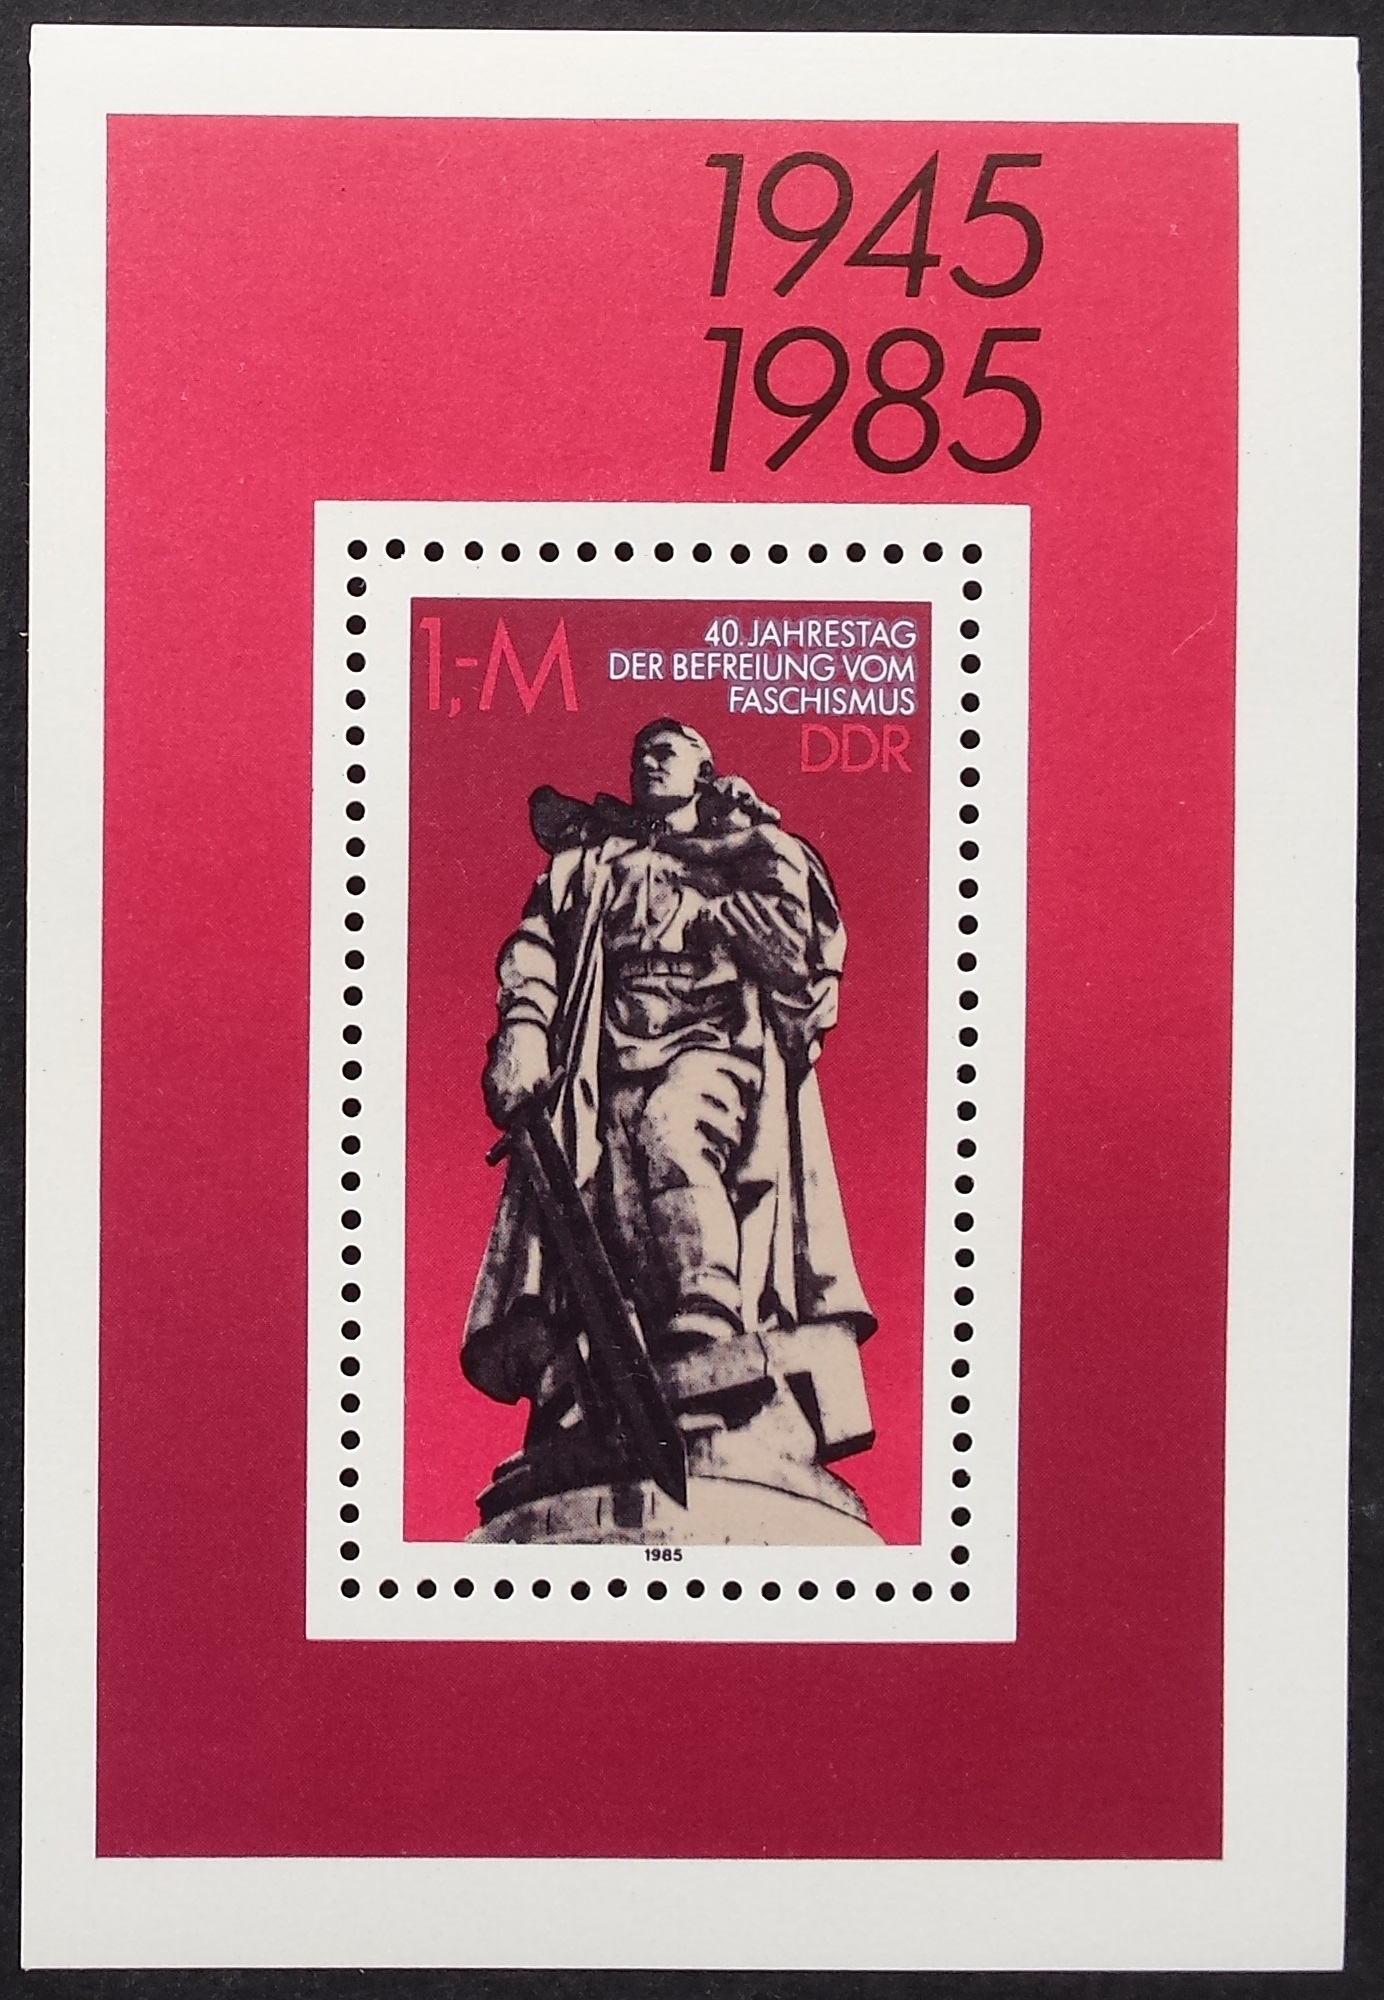 1945
1985
1,-M
40. JAHRESTAG
DER BEFREIUNG VOM
FASCHISMUS
DDR
1985